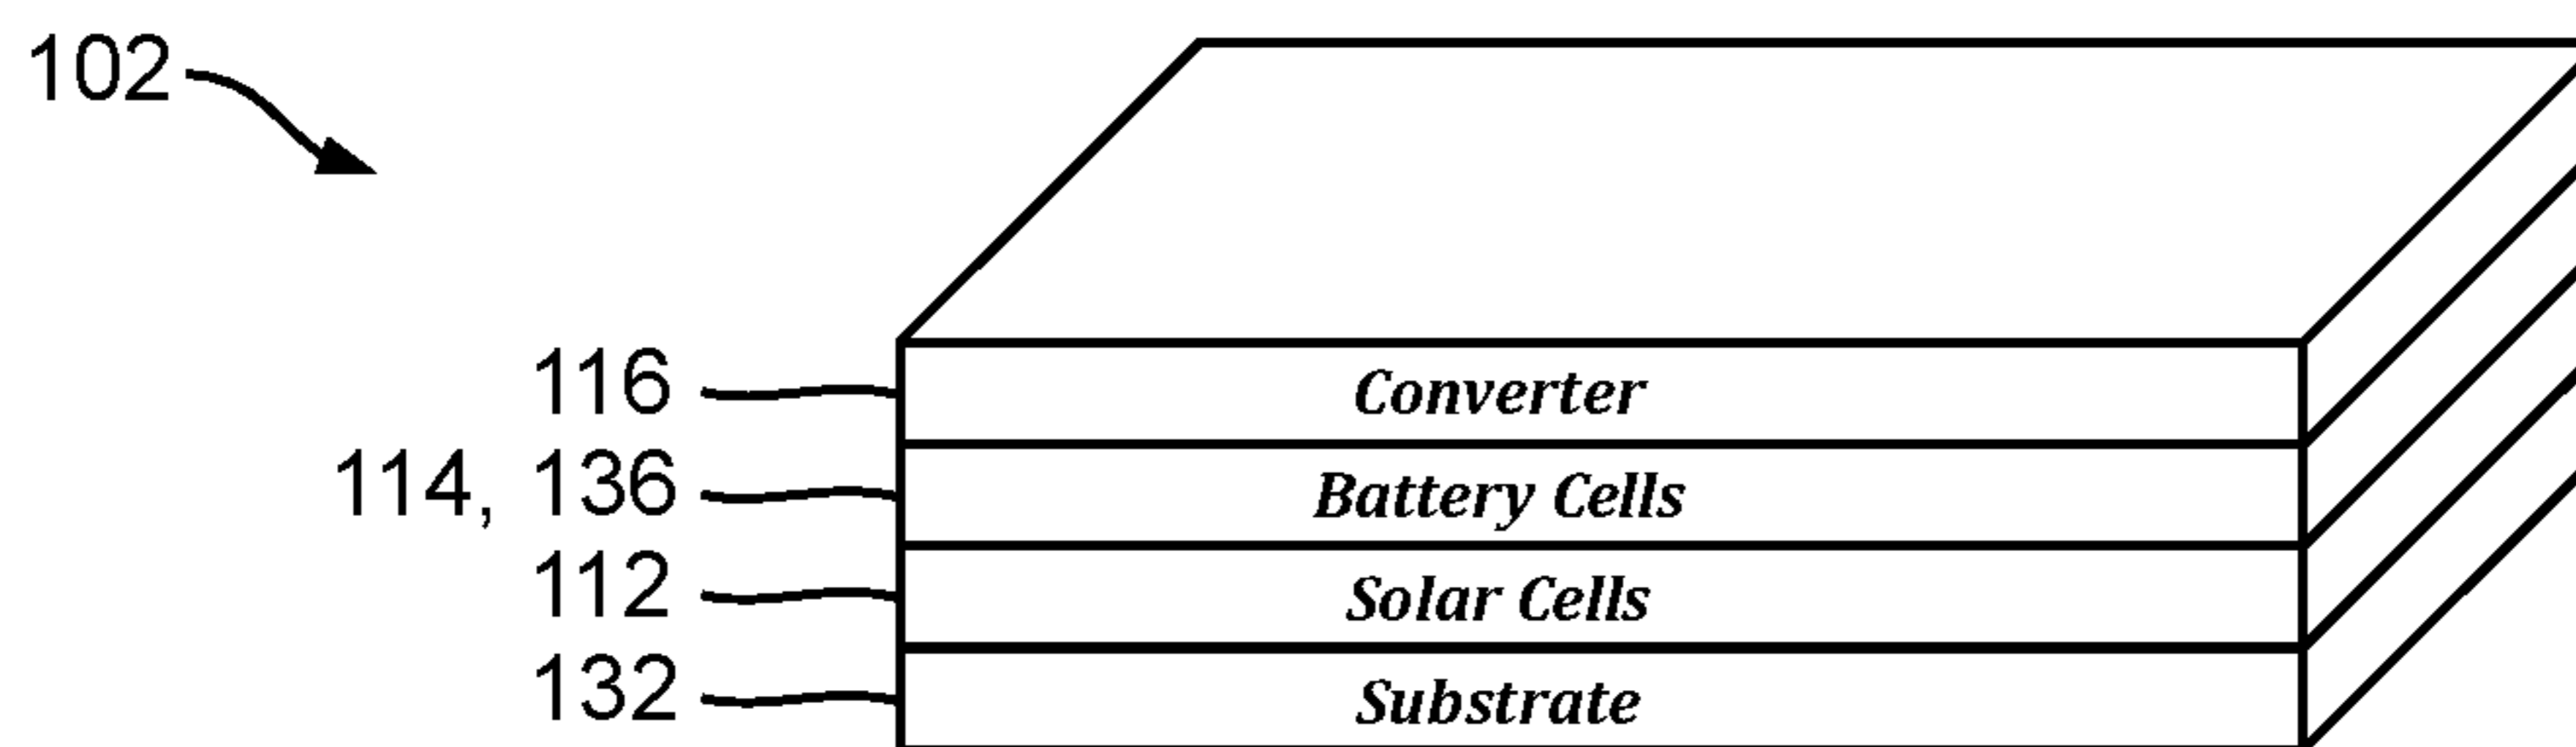 102
116 Converter
114, 136 Battery Cells
112 Solar Cells
132 Substrate